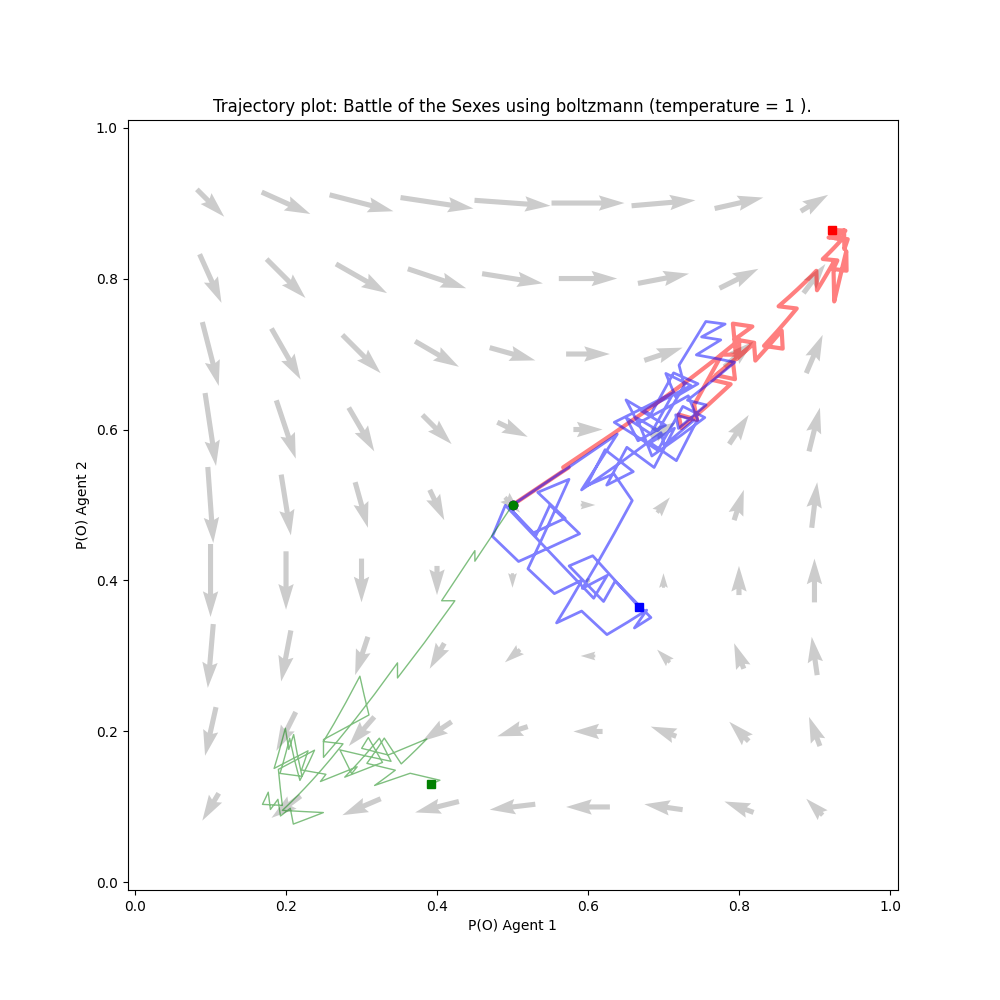 Trajectory plot: Battle of the Sexes using boltzmann (temperature = 1 ).
1.0
0.8
0.6
0.4
0.2
0.0
P(O) Agent 2
0.0 0.2 0.4 0.6 0.8 1.0
P(O) Agent 1